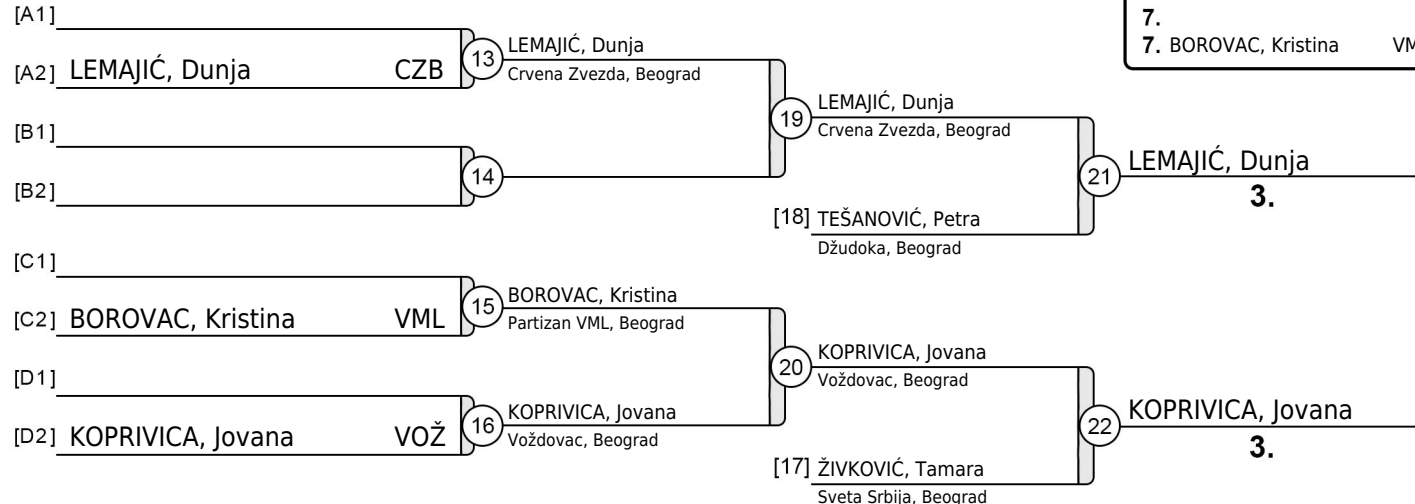 [A1]
7.
7. BOROVAC, Kristina
[A2] LEMAJIĆ, Dunja CZB
13
LEMAJIĆ, Dunja
Crvena Zvezda, Beograd
[B1]
[B2]
14
19
LEMAJIĆ, Dunja
Crvena Zvezda, Beograd
[18] TEŠANOVIĆ, Petra
Džudoka, Beograd
21
LEMAJIĆ, Dunja
3.
[C1]
[C2] BOROVAC, Kristina VML
15
BOROVAC, Kristina
Partizan VML, Beograd
[D1]
[D2] KOPRIVICA, Jovana VOŽ
16
KOPRIVICA, Jovana
Voždovac, Beograd
20
KOPRIVICA, Jovana
Voždovac, Beograd
[17] ŽIVKOVIĆ, Tamara
Sveta Srbija, Beograd
22
KOPRIVICA, Jovana
3.